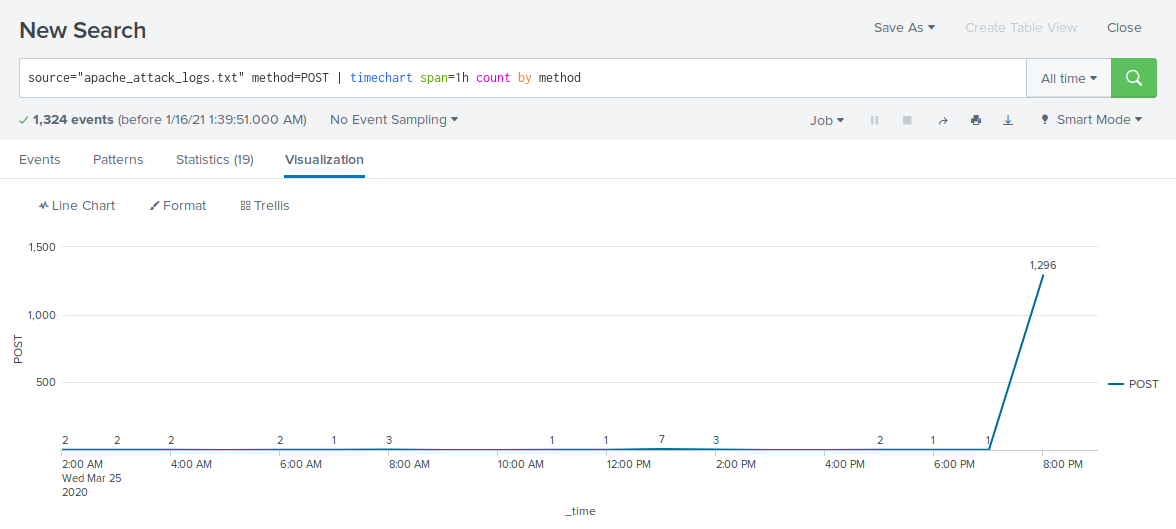 New Search
Save As
Create Table View
Close
source="apache_attack_logs.txt" method=POST | timechart span=1h count by method
All time
1,324 events (before 1/16/21 1:39:51.000 AM)
No Event Sampling
Job
Smart Mode
Events
Patterns
Statistics (19)
Visualization
Line Chart
Format
Trellis
1,500
1,296
1,000
POST
500
POST
2 2 2 2 1 3 1 1 7 3 2 1 1
2:00 AM 4:00 AM 6:00 AM 8:00 AM 10:00 AM 12:00 PM 2:00 PM 4:00 PM 6:00 PM 8:00 PM
Wed Mar 25
2020
_time